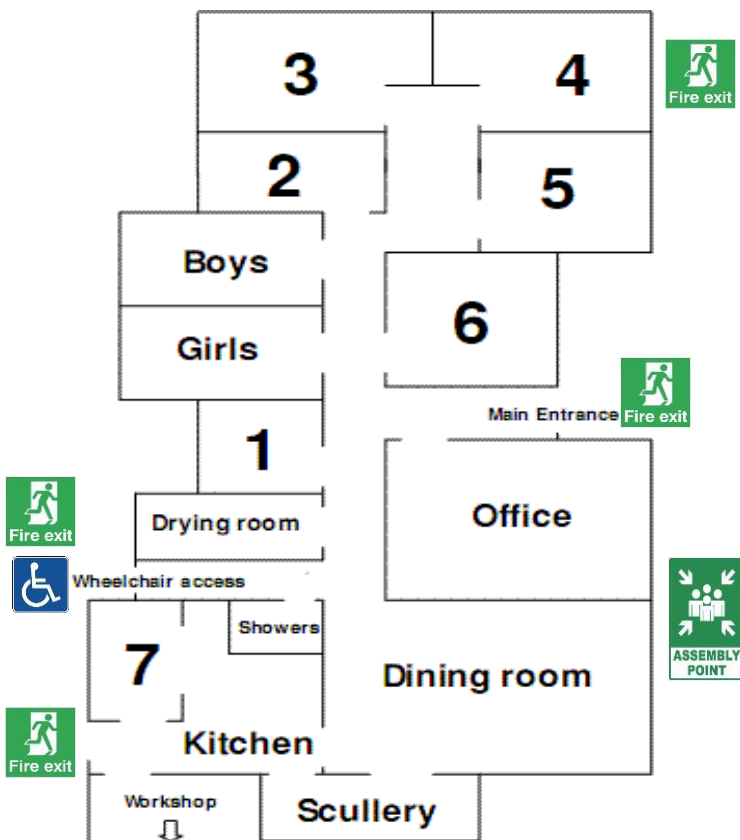 3
4
Fire exit
2
5
Boys
6
Girls
Main Entrance
Fire exit
1
Office
Drying room
Fire exit
Wheelchair access
Showers
ASSEMBLY
POINT
7
Dining room
Kitchen
Fire exit
Workshop
Scullery